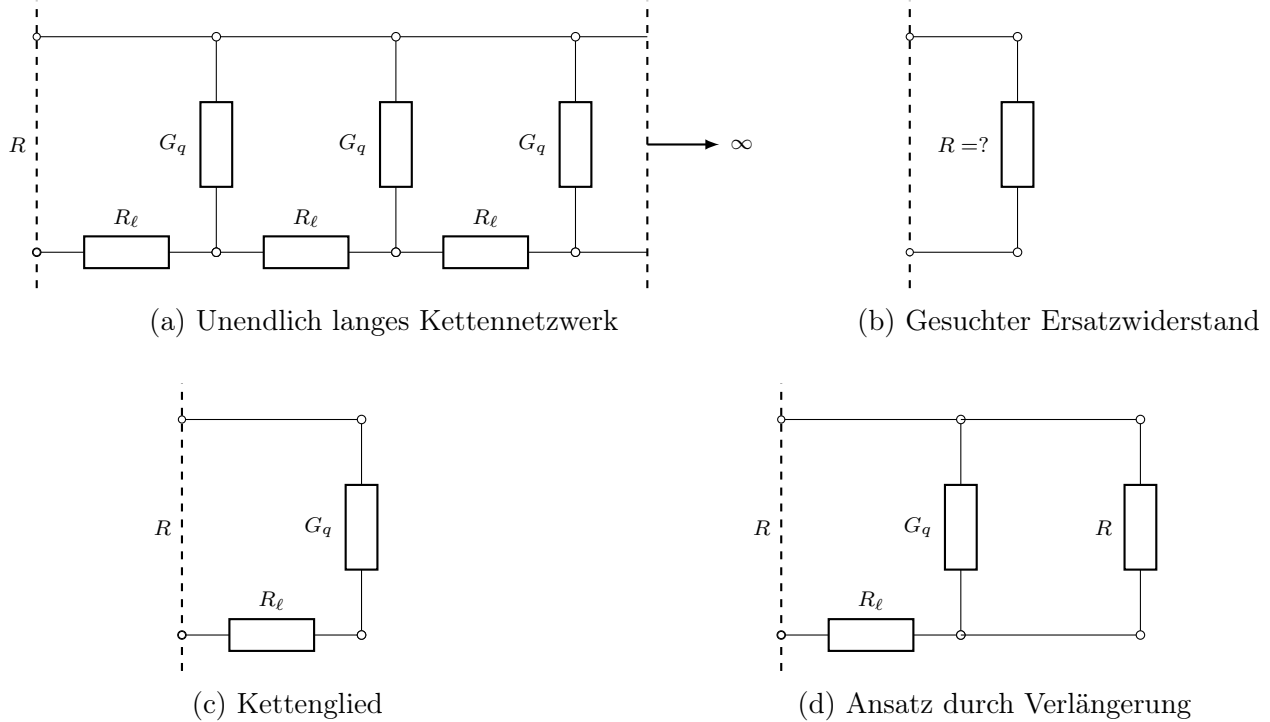 R
G_q
G_q
G_q
∞
R_ℓ
R_ℓ
R_ℓ
(a) Unendlich langes Kettennetzwerk
R =?
(b) Gesuchter Ersatzwiderstand
R
G_q
R_ℓ
(c) Kettenglied
R
G_q
R
R_ℓ
(d) Ansatz durch Verlängerung